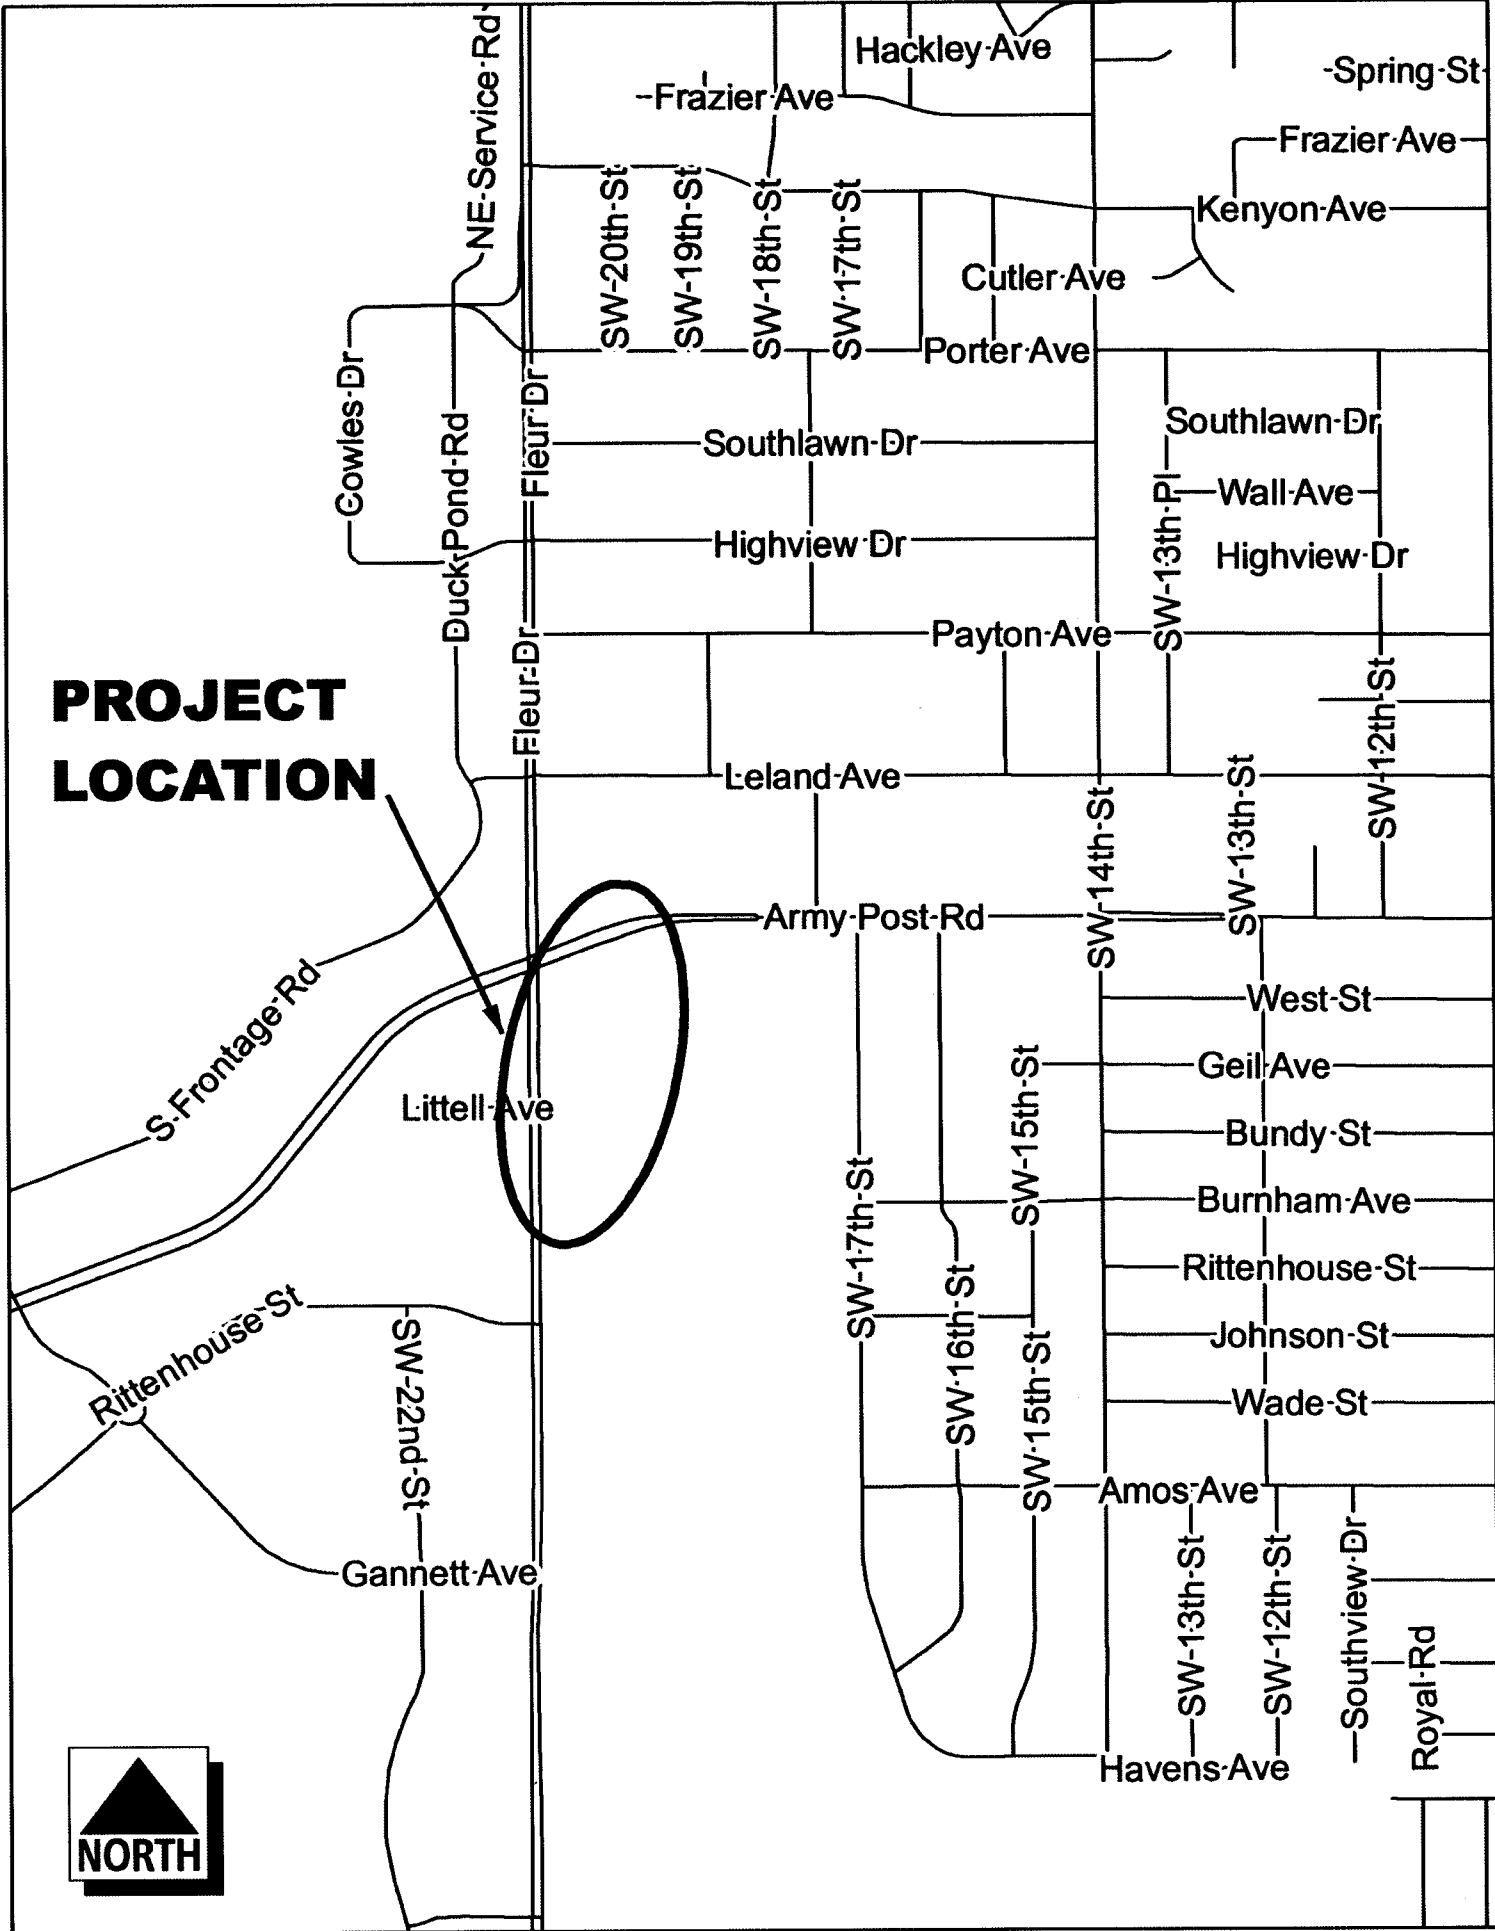 NE Service Rd
Hackley Ave
Spring St
Frazier Ave
Frazier Ave
SW 20th St
SW 19th St
SW 18th St
SW 17th St
Kenyon Ave
Cutler Ave
Porter Ave
Cowles Dr
Duck Pond Rd
Fleur Dr
Southlawn Dr
Southlawn Dr
SW 13th Pl
Wall Ave
Highview Dr
Highview Dr
Payton Ave
Fleur Dr
PROJECT
LOCATION
SW 12th St
Leland Ave
SW 14th St
SW 13th St
Army Post Rd
S Frontage Rd
West St
Geil Ave
Littell Ave
SW 15th St
Bundy St
SW 17th St
Burnham Ave
Rittenhouse St
Rittenhouse St
SW 16th St
Johnson St
SW 22nd St
SW 15th St
Wade St
Amos Ave
Gannett Ave
SW 13th St
SW 12th St
Southview Dr
Royal Rd
Havens Ave
NORTH